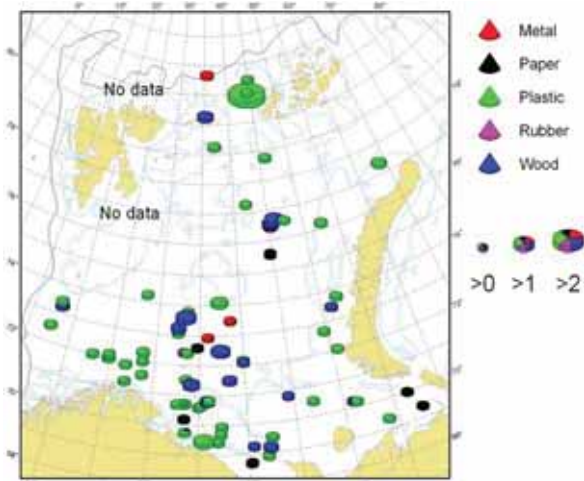 No data
No data
Metal
Paper
Plastic
Rubber
Wood
>0 >1 >2